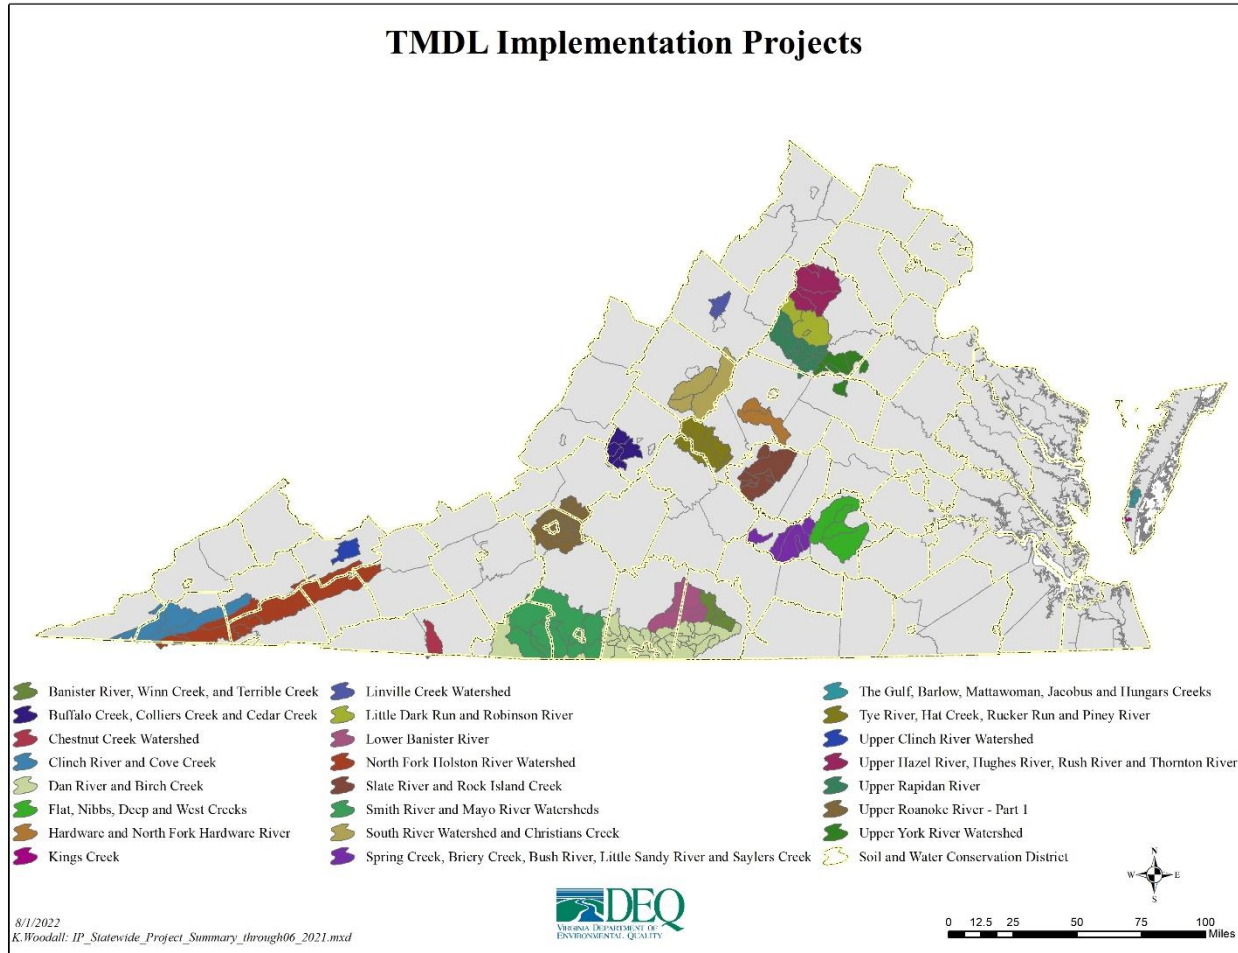 TMDL Implementation Projects
Banister River, Winn Creek, and Terrible Creek
Buffalo Creek, Colliers Creek and Cedar Creek
Chestnut Creek Watershed
Clinch River and Cove Creek
Dan River and Birch Creek
Flat, Nibbs, Deep and West Creeks
Hardware and North Fork Hardware River
Kings Creek
Linville Creek Watershed
Little Dark Run and Robinson River
Lower Banister River
North Fork Holston River Watershed
Slate River and Rock Island Creek
Smith River and Mayo River Watersheds
South River Watershed and Christians Creek
Spring Creek, Briery Creek, Bush River, Little Sandy River and Saylers Creek
The Gulf, Barlow, Mattawoman, Jacobus and Hungars Creeks
Tye River, Hat Creek, Rucker Run and Piney River
Upper Clinch River Watershed
Upper Hazel River, Hughes River, Rush River and Thornton River
Upper Rapidan River
Upper Roanoke River - Part 1
Upper York River Watershed
Soil and Water Conservation District
N
W E
S
8/1/2022
K.Woodall: IP_Statewide_Project_Summary_through06_2021.mxd
DEQ
VIRGINIA DEPARTMENT OF
ENVIRONMENTAL QUALITY
0 12.5 25 50 75 100
Miles